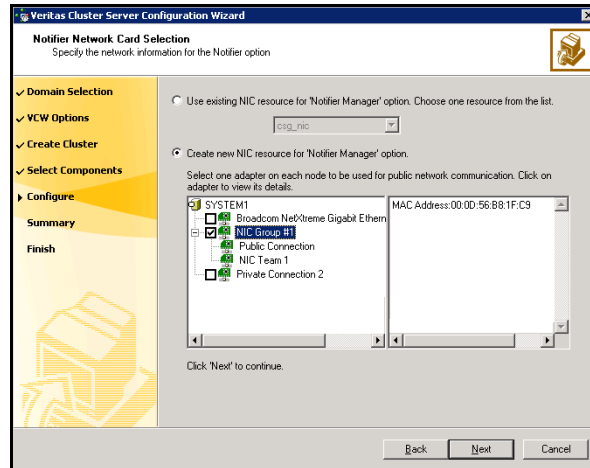 Veritas Cluster Server Configuration Wizard
Notifier Network Card Selection
Specify the network information for the Notifier option
Domain Selection
VCW Options
Create Cluster
Select Components
Configure
Summary
Finish
Use existing NIC resource for 'Notifier Manager' option. Choose one resource from the list.
csg_nic
Create new NIC resource for 'Notifier Manager' option.
Select one adapter on each node to be used for public network communication. Click on
adapter to view its details.
SYSTEM1
Broadcom NetXtreme Gigabit Ethern
NIC Group #1
Public Connection
NIC Team 1
Private Connection 2
MAC Address:00:0D:56:B8:1F:C9
Click 'Next' to continue.
Back
Next
Cancel